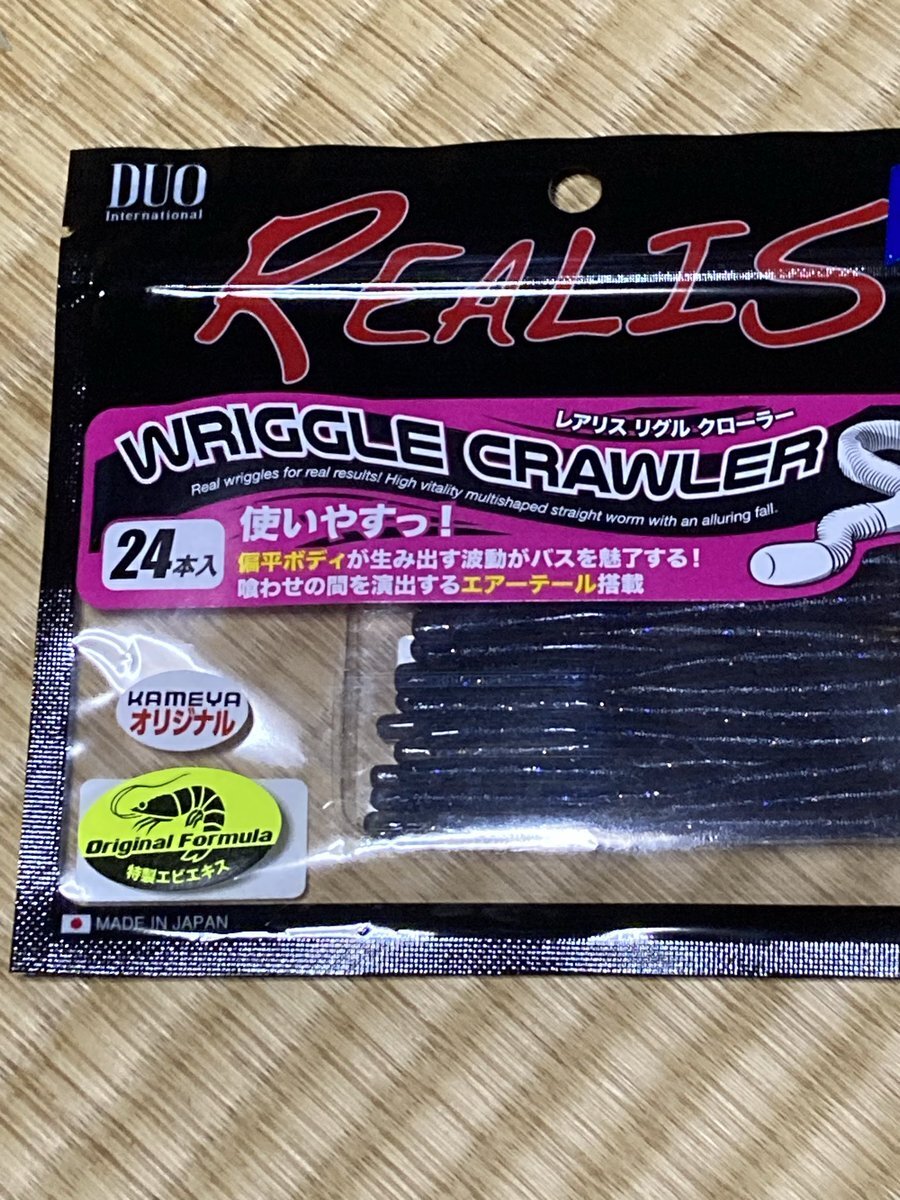 DUO
International
REALIS
レアリス リグル クローラー
WRIGGLE CRAWLER
Real wriggles for real results! High vitality multishaped straight worm with an alluring fall.
使いやすっ!
24本入
偏平ボディが生み出す波動がバスを魅了する!
喰わせの間を演出するエアーテール搭載
KAMEYA
オリジナル
Original Formula
特製エビエキス
MADE IN JAPAN